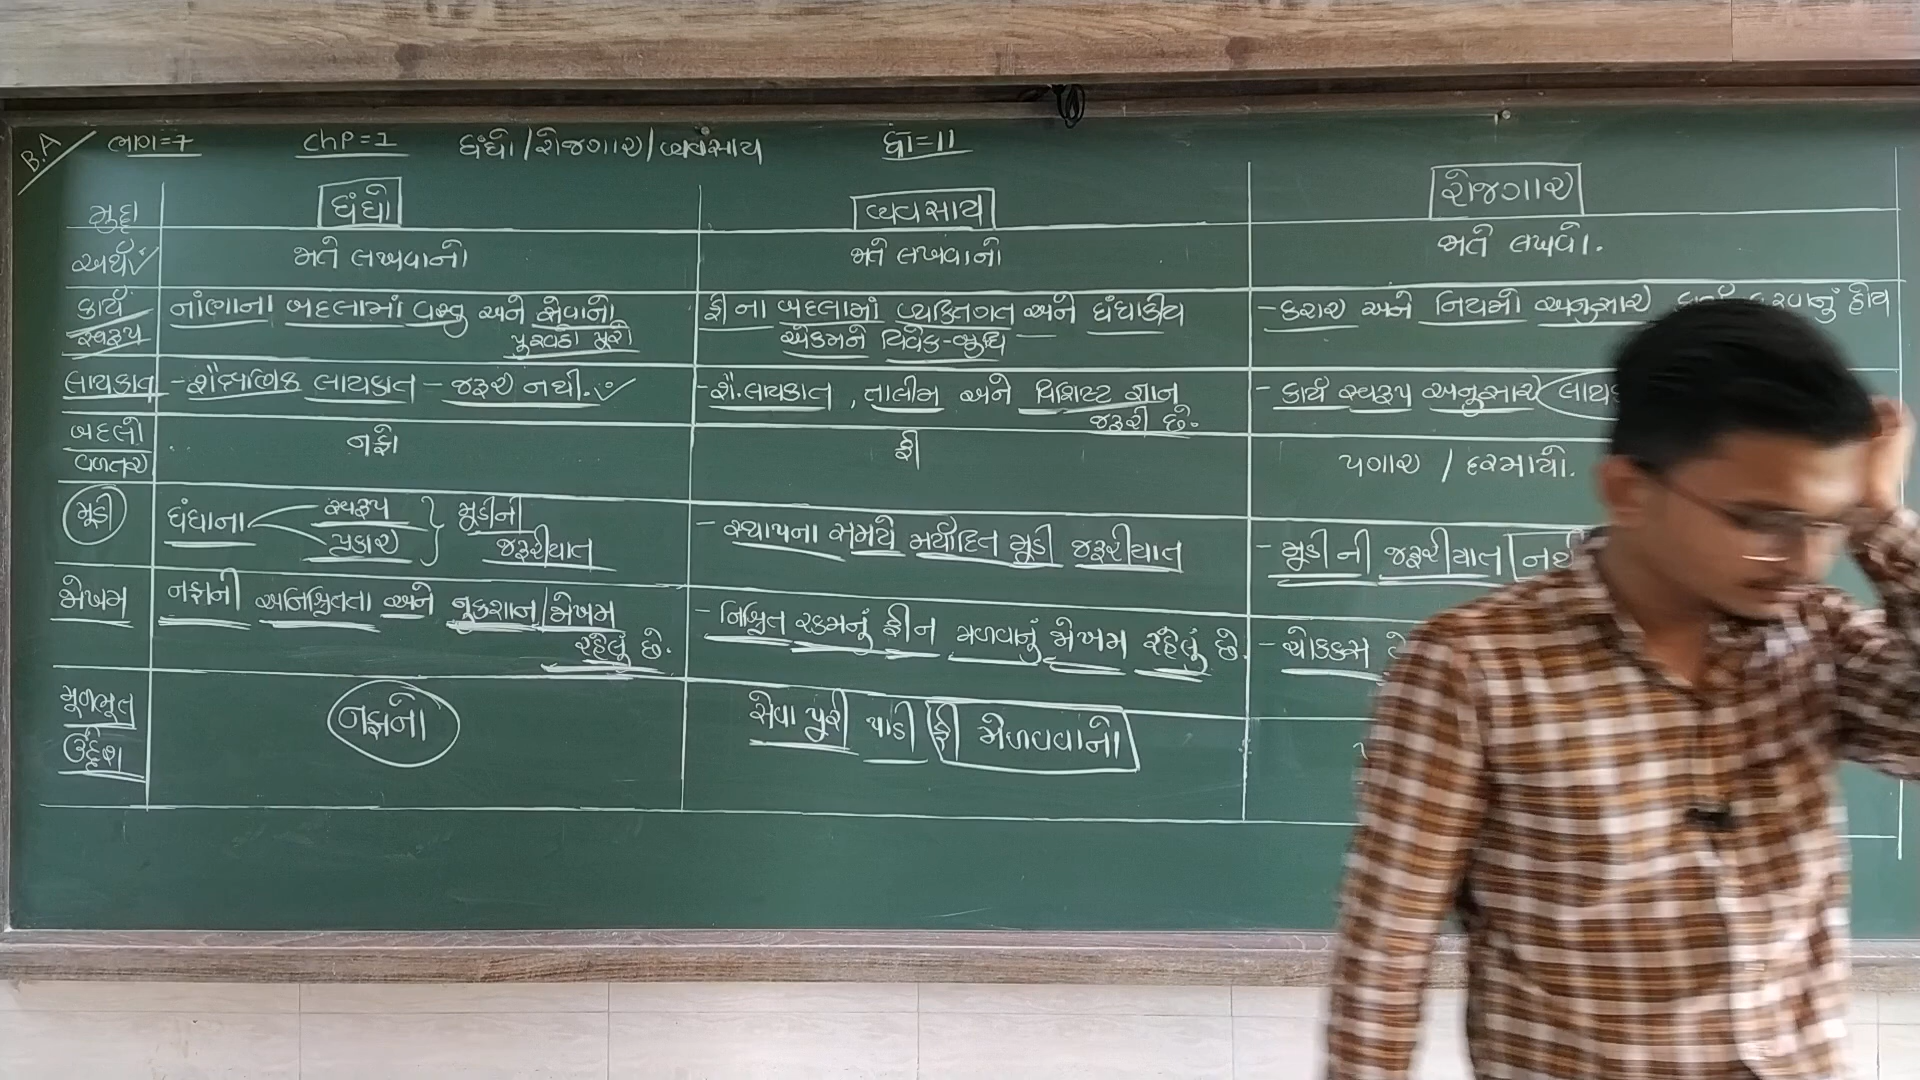 B.A ભાગ=7 chp=1 ધંધો/રોજગાર/વ્યવસાય ધો=11
મુદ્દા ધંધો વ્યવસાય રોજગાર
અર્થ✓ જાતે લખવાનો જાતે લખવાનો જાતે લખવો.
કાર્ય સ્વરૂપ
નાંણાના બદલામાં વસ્તુ અને સેવાનો
પુરવઠો પૂરો
ફી ના બદલામાં વ્યક્તિગત અને ધંધાકીય
એકમને વિવેક-બુધ્ધિ
- કરાર અને નિયમો અનુસાર હોય
લાયકાત - શૈક્ષણિક લાયકાત - જરૂર નથી. ✓
- શૈ. લાયકાત, તાલીમ અને વિશિષ્ટ જ્ઞાન
જરૂરી છે.
- કાર્ય સ્વરૂપ અનુસાર
બદલો
વળતર
નફો ફી પગાર / દરમાયો.
મૂડી ધંધાના સ્વરૂપ પ્રકાર } મૂડીની
જરૂરીયાત
- સ્થાપના સમયે મર્યાદિત મૂડી જરૂરીયાત
- મૂડી ની જરૂરીયાત
જોખમ નફાની અનિશ્ચિતતા અને નુકશાન/જોખમ
રહેલું છે.
- નિશ્ચિત રકમનું ફી ન મળવાનું જોખમ રહેલું છે.
- ચોકકસ
મૂળભૂત
ઉદ્દેશ
નફાનો સેવા પૂરી પાડી ફી મેળવવાનો